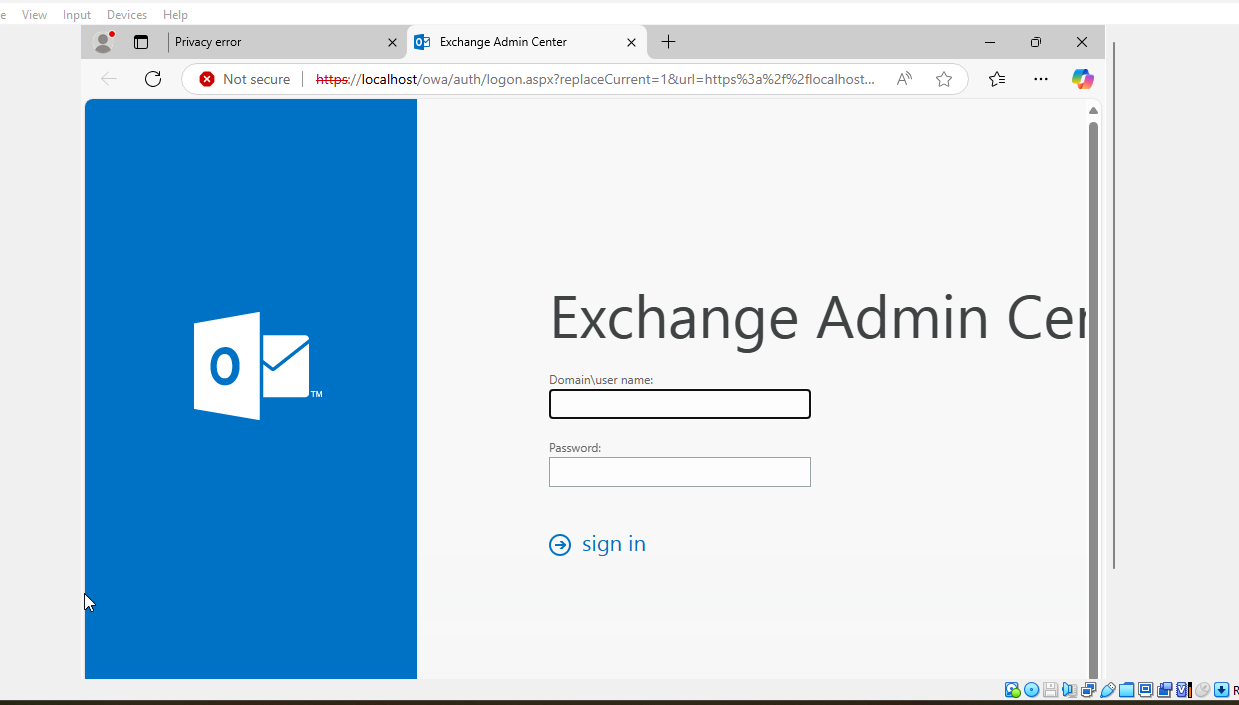 e View Input Devices Help
Privacy error
Exchange Admin Center
Not secure
https://localhost/owa/auth/logon.aspx?replaceCurrent=1&url=https%3a%2f%2flocalhost...
Exchange Admin Cer
Domain\user name:
Password:
sign in
O
TM
R